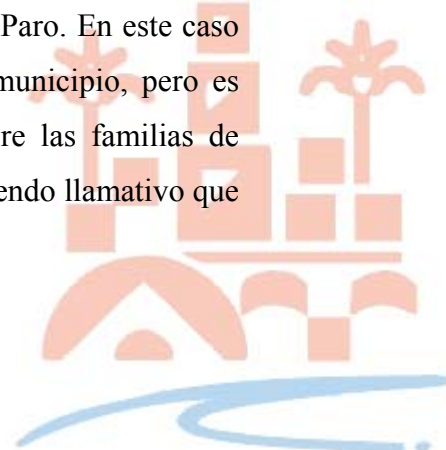 Paro. En este caso
municipio, pero es
re las familias de
endo llamativo que